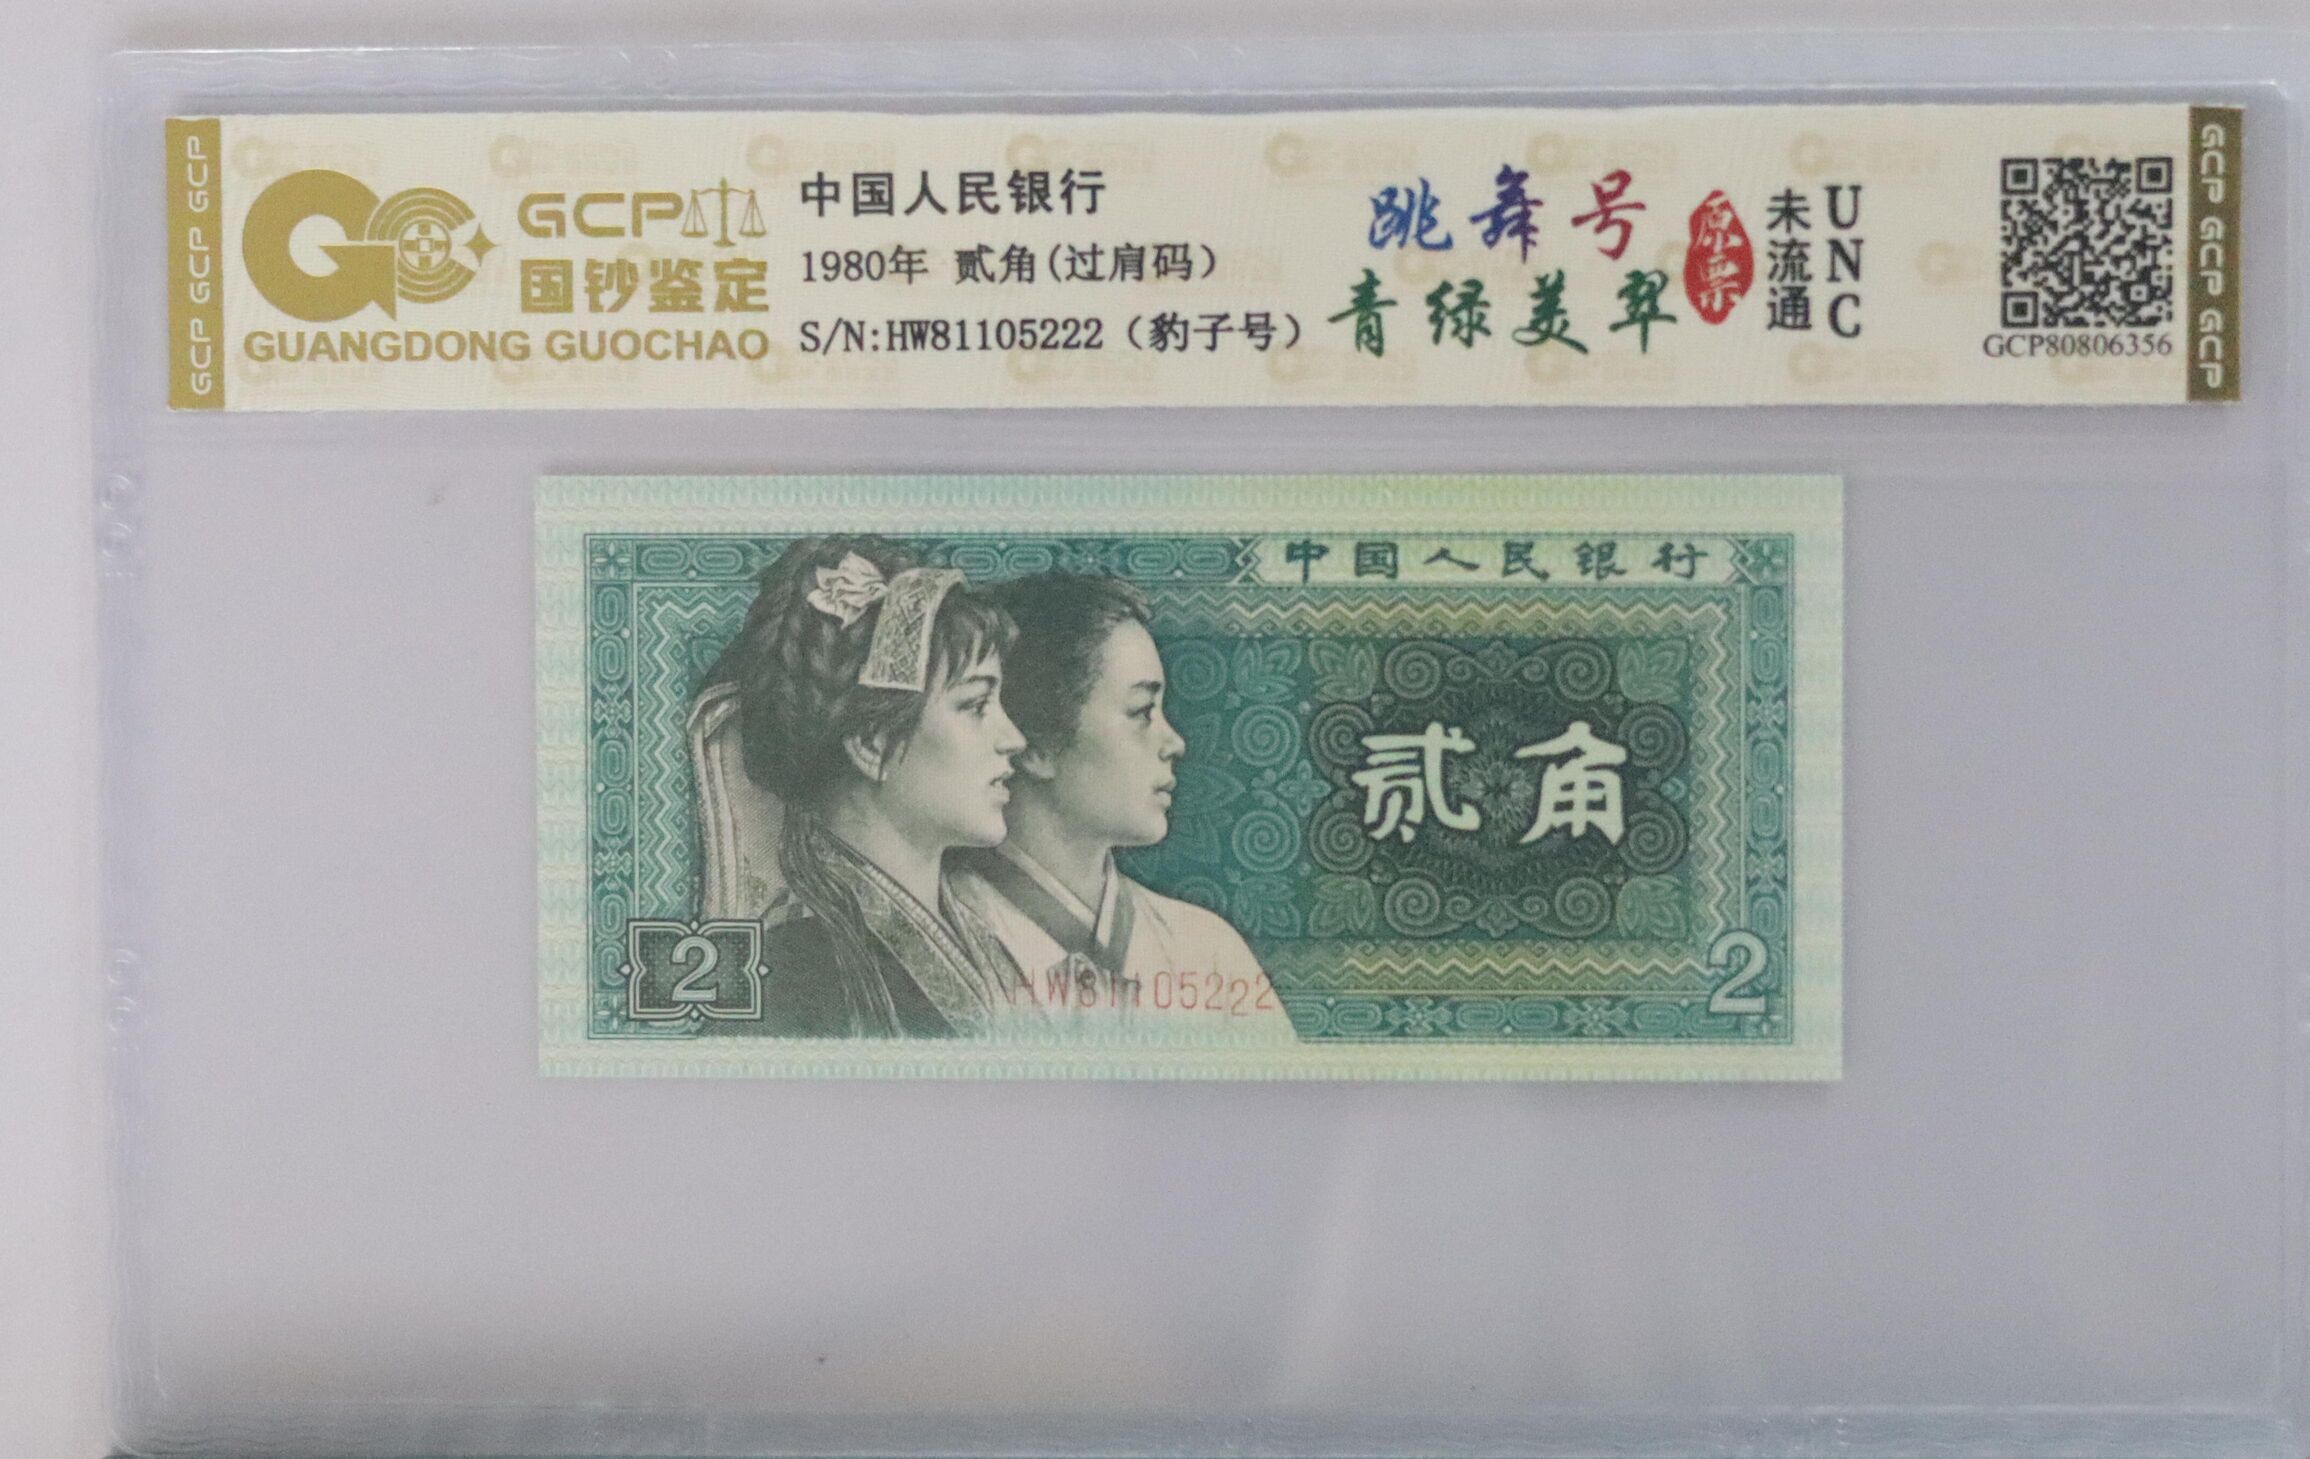 GCP GCP GCP
GCP
国钞鉴定
GUANGDONG GUOCHAO
中国人民银行
1980年 贰角(过肩码)
S/N:HW81105222（豹子号）
跳舞号
青绿美翠
原票
未流通
UNC
GCP80806356
GCP GCP GCP
中国人民银行
贰角
2
HW81105222
2